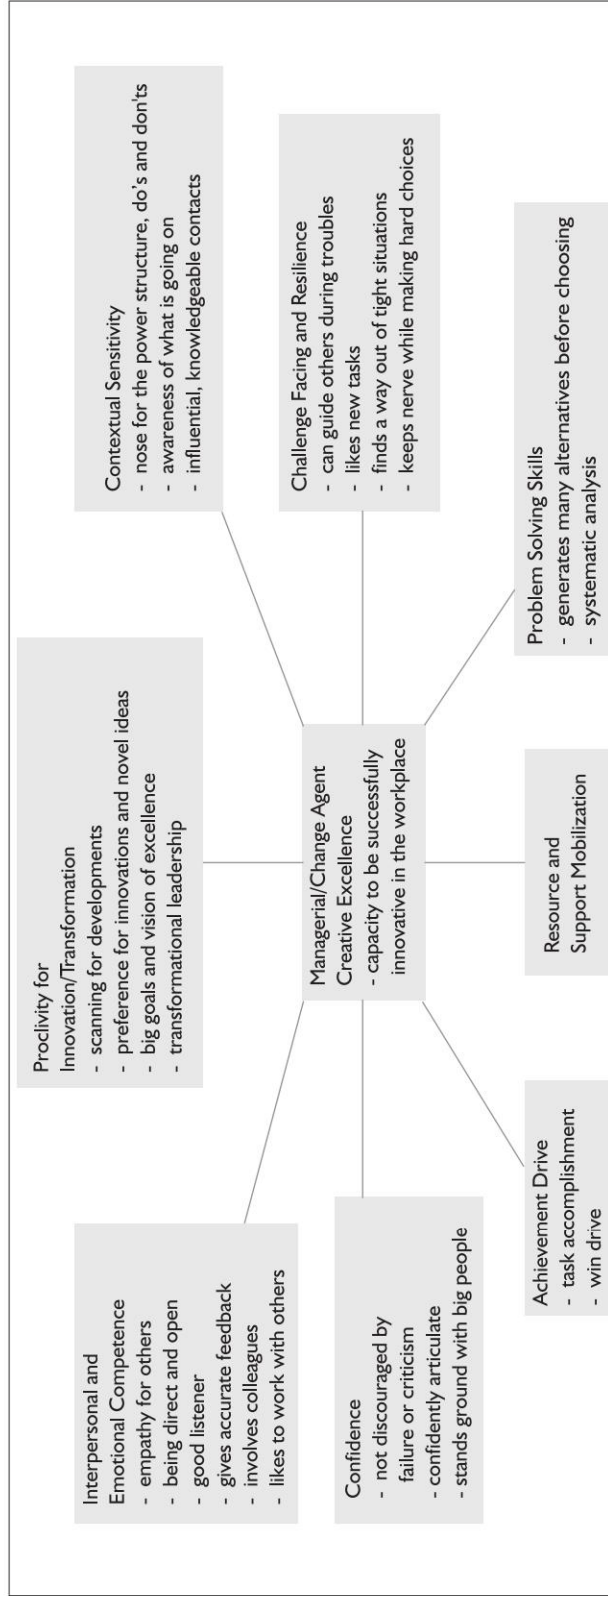 Interpersonal and
Emotional Competence
- empathy for others
- being direct and open
- good listener
- gives accurate feedback
- involves colleagues
- likes to work with others
Proclivity for
Innovation/Transformation
- scanning for developments
- preference for innovations and novel ideas
- big goals and vision of excellence
- transformational leadership
Contextual Sensitivity
- nose for the power structure, do's and don'ts
- awareness of what is going on
- influential, knowledgeable contacts
Confidence
- not discouraged by
failure or criticism
- confidently articulate
- stands ground with big people
Managerial/Change Agent
Creative Excellence
- capacity to be successfully
innovative in the workplace
Challenge Facing and Resilience
- can guide others during troubles
- likes new tasks
- finds a way out of tight situations
- keeps nerve while making hard choices
Achievement Drive
- task accomplishment
- win drive
Resource and
Support Mobilization
Problem Solving Skills
- generates many alternatives before choosing
- systematic analysis